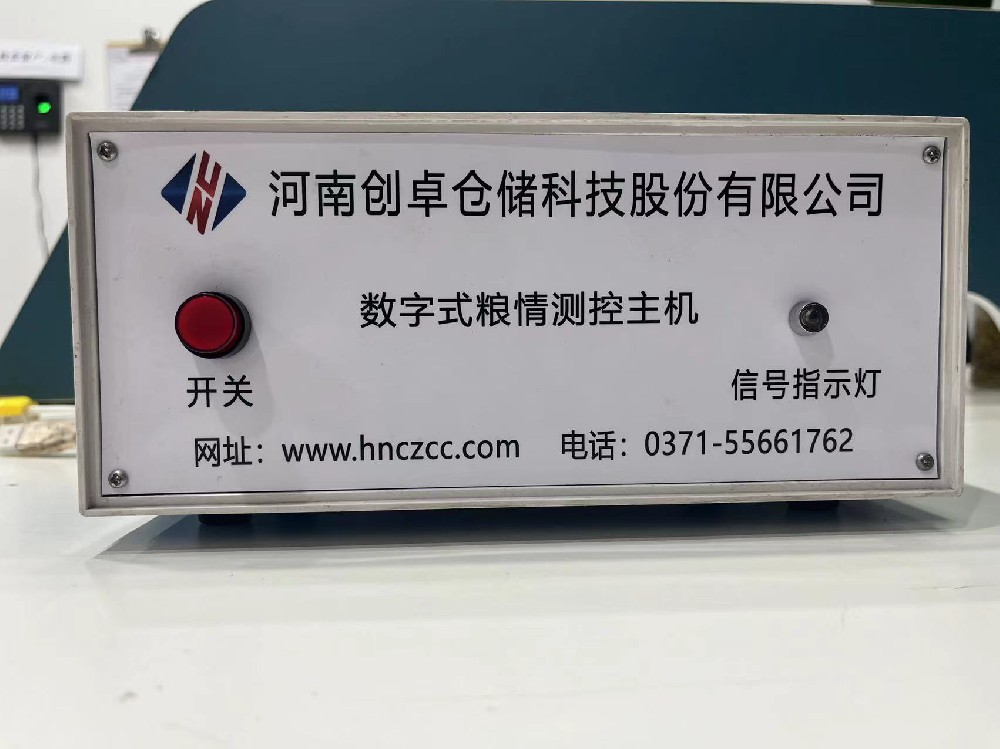 河南创卓仓储科技股份有限公司
数字式粮情测控主机
开关
信号指示灯
网址：www.hnczcc.com 电话：0371-55661762